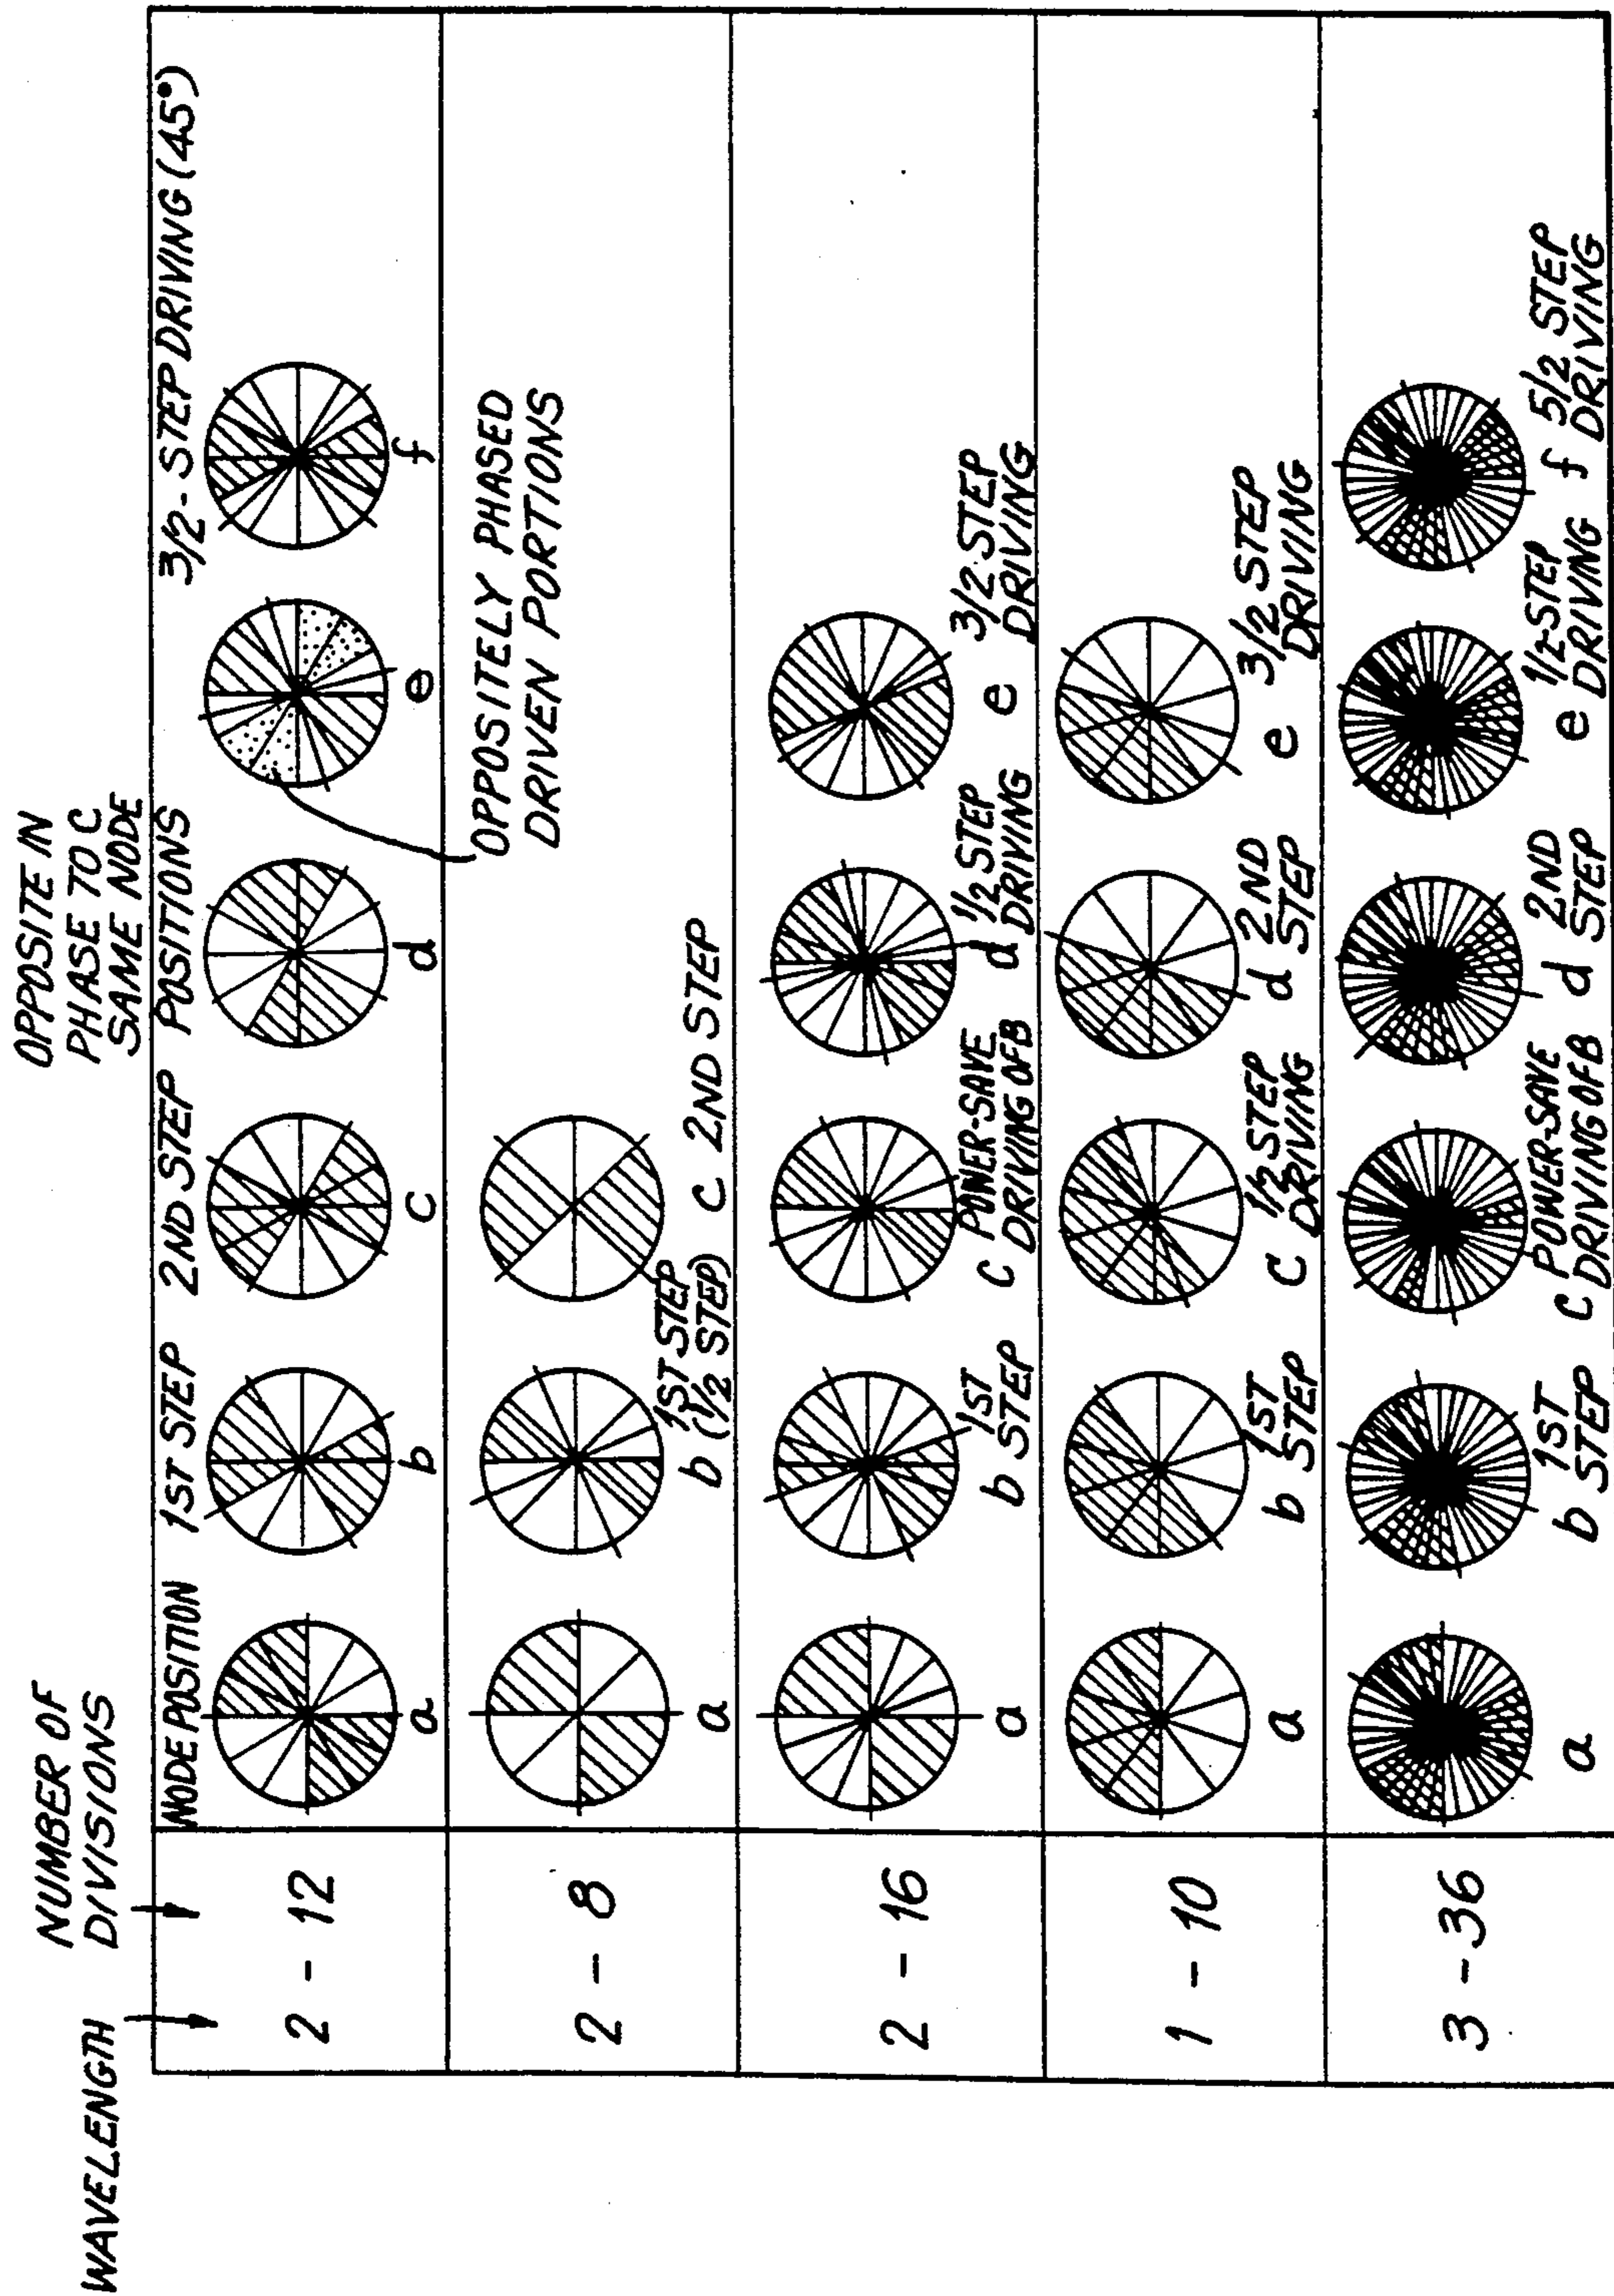 WAVELENGTH
NUMBER OF
DIVISIONS
OPPOSITE IN
PHASE TO C
SAME NODE
NODE POSITION
1ST STEP
2ND STEP
POSITIONS
3/2 - STEP DRIVING (45°)
2 - 12
a
b
c
d
e
f
OPPOSITELY PHASED
DRIVEN PORTIONS
2 - 8
a
b 1ST STEP
(1/2 STEP)
c 2ND STEP
2 - 16
a
b 1ST
STEP
c POWER-SAVE
DRIVING OF B
d 1/2 STEP
DRIVING
e 3/2 STEP
DRIVING
1 - 10
a
b 1ST
STEP
c 1/2 STEP
DRIVING
d 2ND
STEP
e 3/2 STEP
DRIVING
3 - 36
a
b 1ST
STEP
c POWER-SAVE
DRIVING OF B
d 2ND
STEP
e 1/2-STEP
DRIVING
f 5/2 STEP
DRIVING